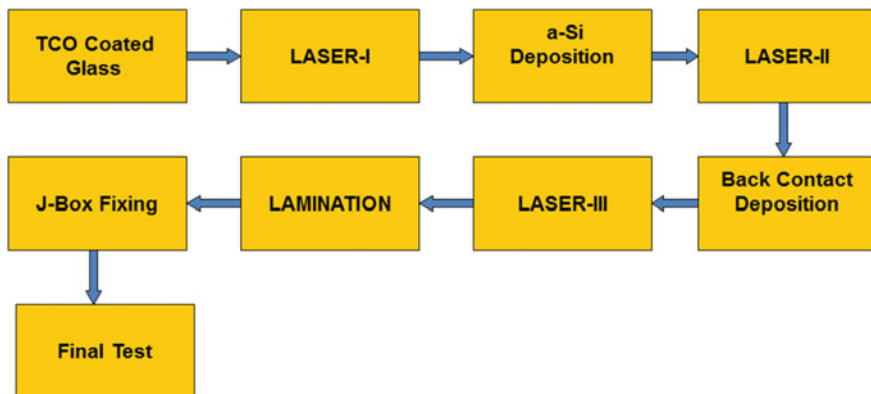 TCO Coated
Glass
LASER-I
a-Si
Deposition
LASER-II
Back Contact
Deposition
LASER-III
LAMINATION
J-Box Fixing
Final Test